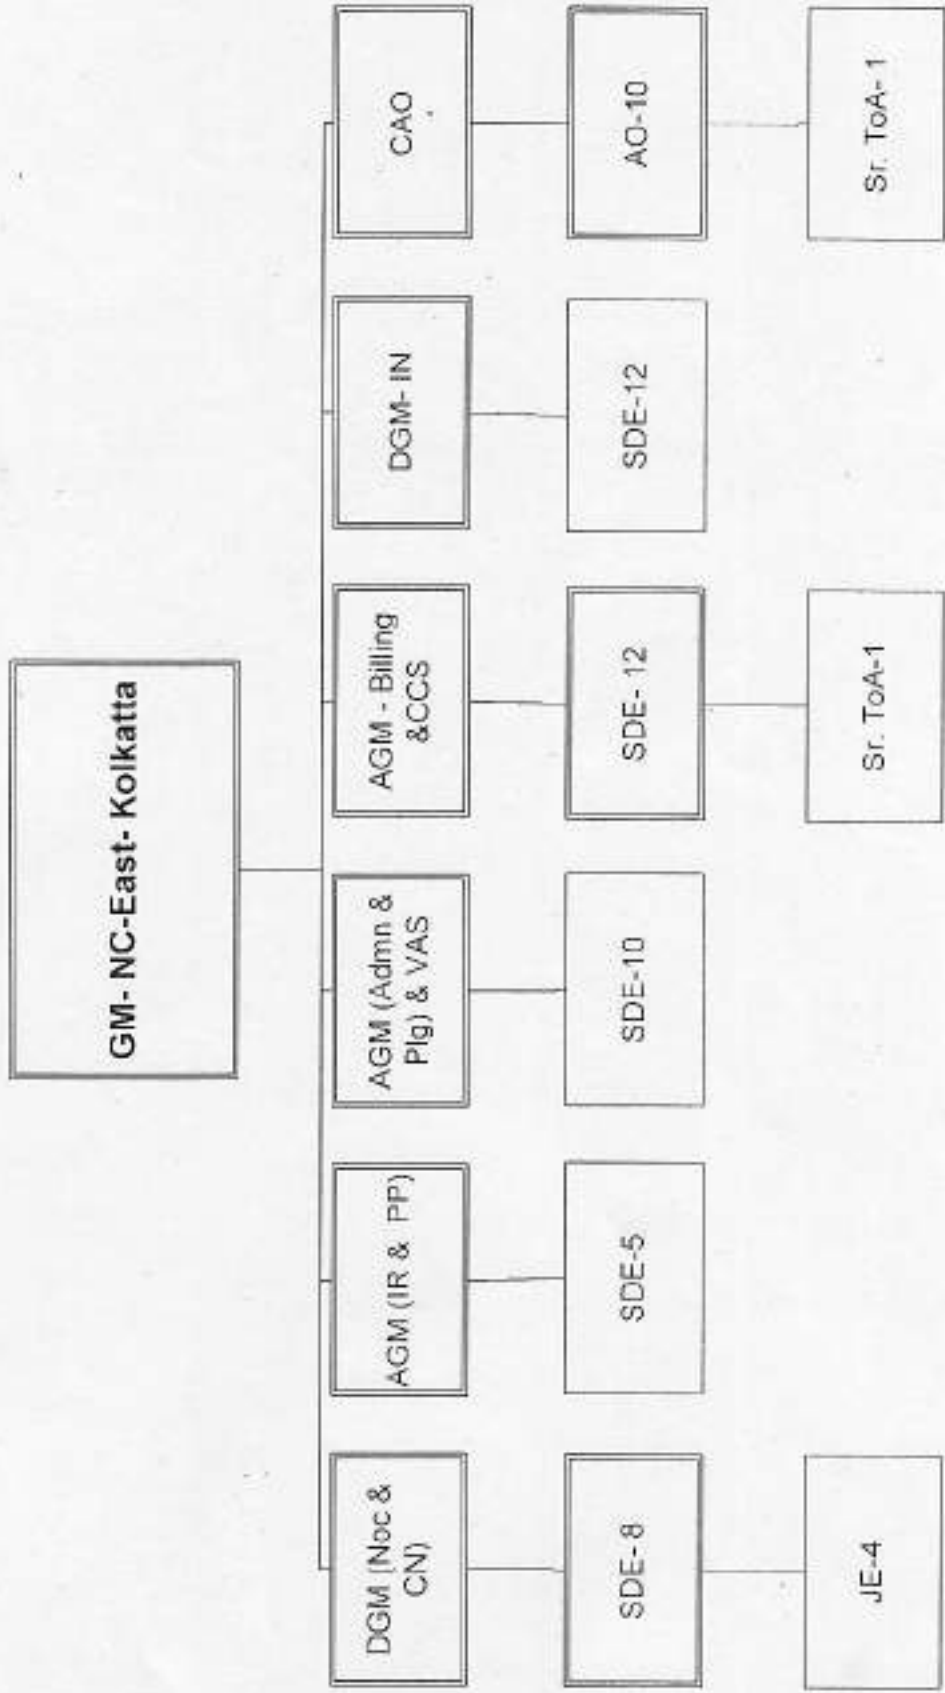 GM- NC-East- Kolkatta
DGM (Noc &
CN)
AGM (IR & PP)
AGM (Admn &
Plg) & VAS
AGM - Billing
&CCS
DGM- IN
CAO
SDE-8
SDE-5
SDE-10
SDE- 12
SDE-12
AO-10
JE-4
Sr. ToA-1
Sr. ToA- 1